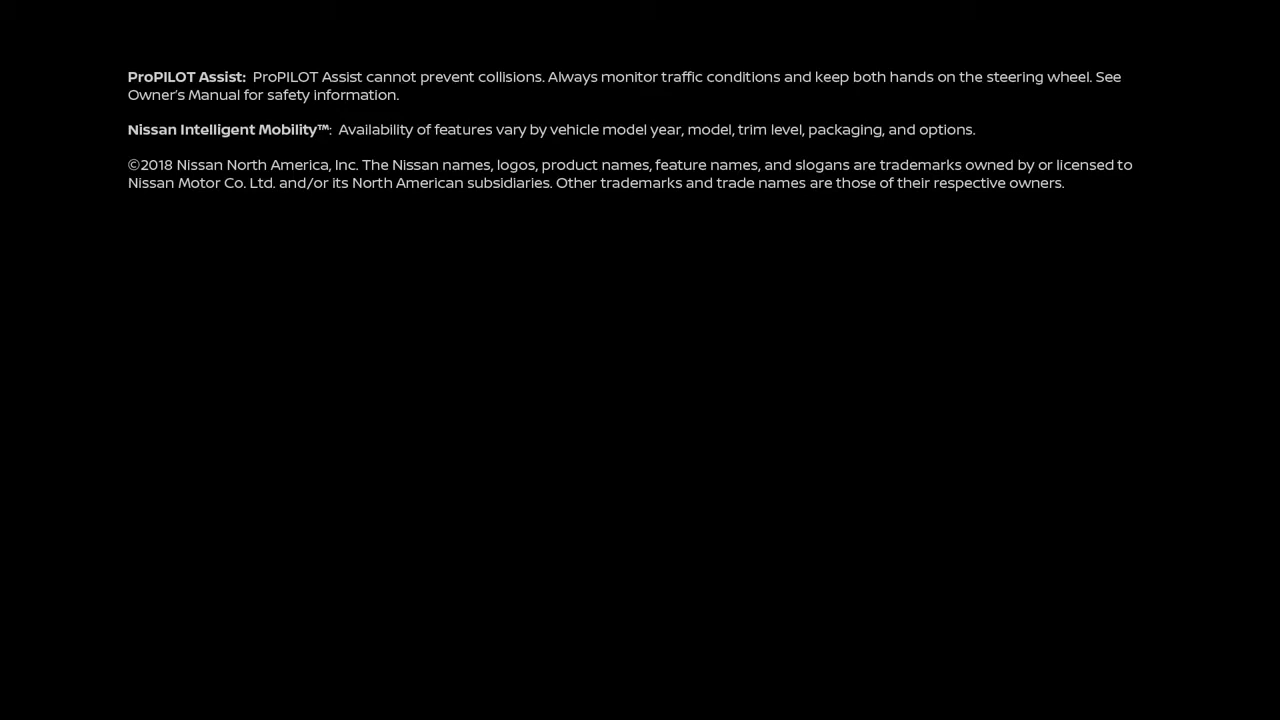 ProPILOT Assist: ProPILOT Assist cannot prevent collisions. Always monitor traffic conditions and keep both hands on the steering wheel. See
Owner's Manual for safety information.
Nissan Intelligent Mobility™: Availability of features vary by vehicle model year, model, trim level, packaging, and options.
©2018 Nissan North America, Inc. The Nissan names, logos, product names, feature names, and slogans are trademarks owned by or licensed to
Nissan Motor Co. Ltd. and/or its North American subsidiaries. Other trademarks and trade names are those of their respective owners.